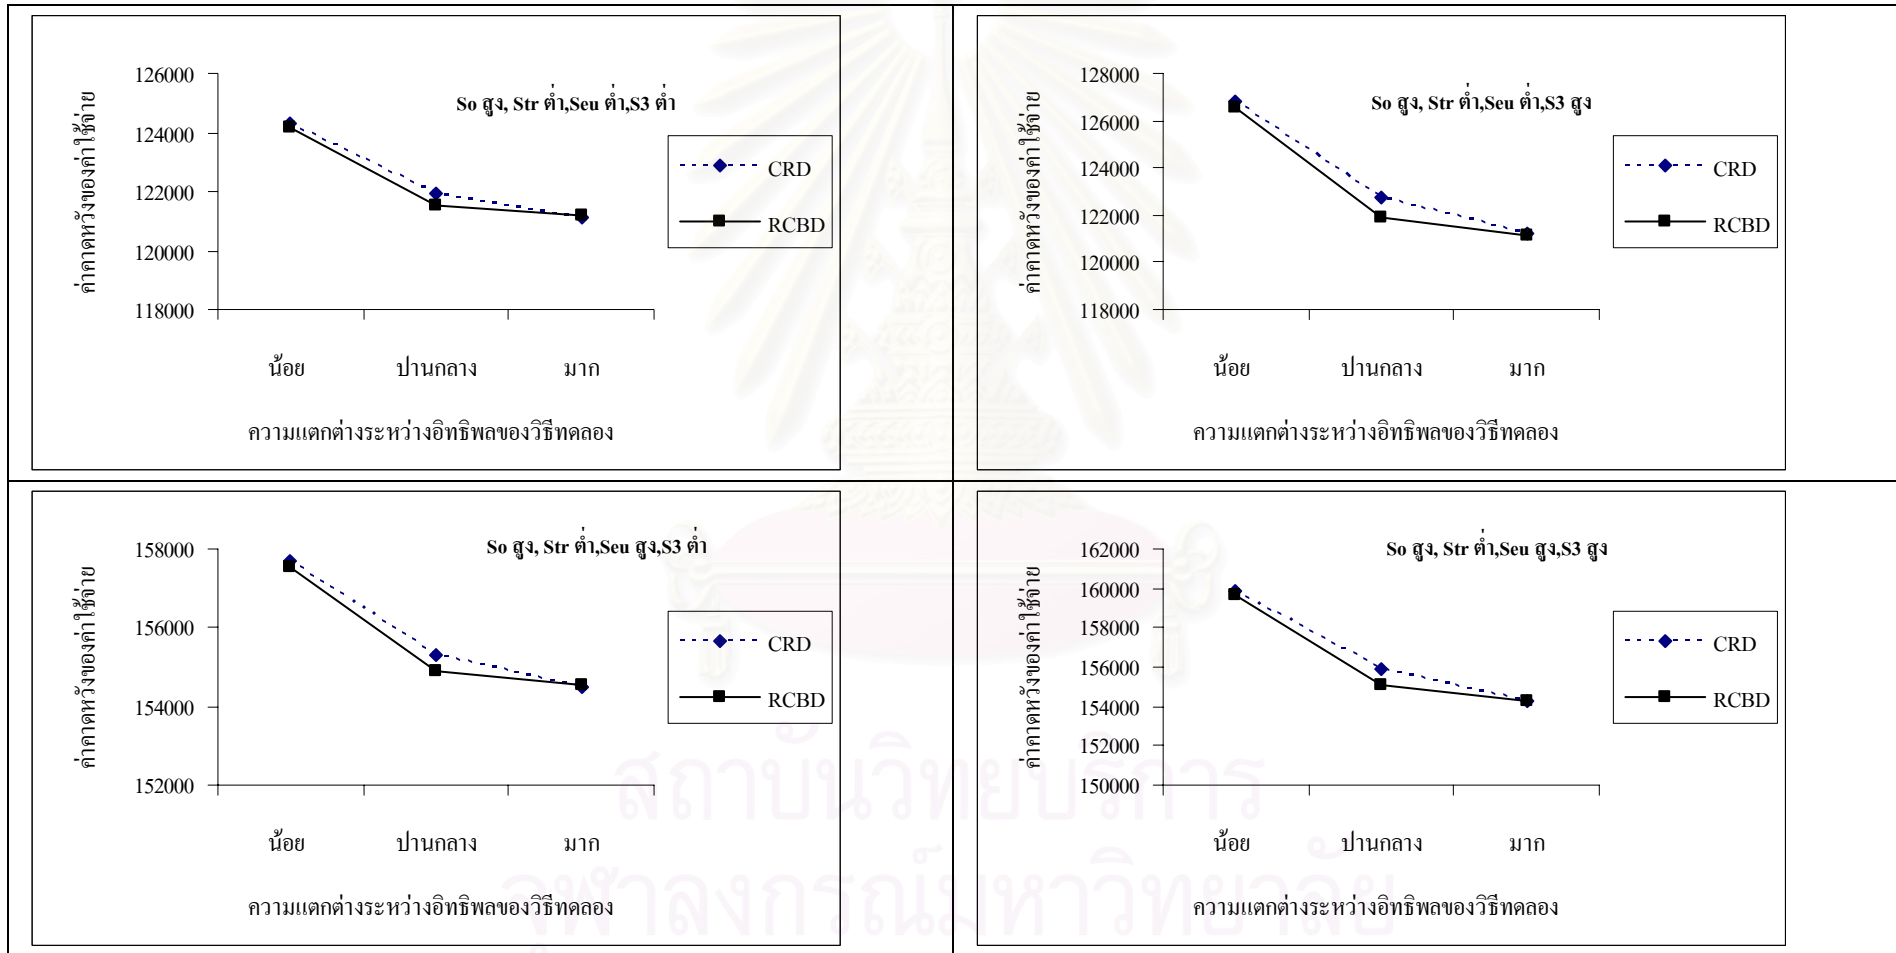 So สูง, Str ต่ำ,Seu ต่ำ,S3 ต่ำ
ค่าคาดหวังของค่าใช้จ่าย
126000
124000
122000
120000
118000
CRD
RCBD
น้อย ปานกลาง มาก
ความแตกต่างระหว่างอิทธิพลของวิธีทดลอง
So สูง, Str ต่ำ,Seu ต่ำ,S3 สูง
ค่าคาดหวังของค่าใช้จ่าย
128000
126000
124000
122000
120000
118000
CRD
RCBD
น้อย ปานกลาง มาก
ความแตกต่างระหว่างอิทธิพลของวิธีทดลอง
So สูง, Str ต่ำ,Seu สูง,S3 ต่ำ
ค่าคาดหวังของค่าใช้จ่าย
158000
156000
154000
152000
CRD
RCBD
น้อย ปานกลาง มาก
ความแตกต่างระหว่างอิทธิพลของวิธีทดลอง
So สูง, Str ต่ำ,Seu สูง,S3 สูง
ค่าคาดหวังของค่าใช้จ่าย
162000
160000
158000
156000
154000
152000
150000
CRD
RCBD
น้อย ปานกลาง มาก
ความแตกต่างระหว่างอิทธิพลของวิธีทดลอง
สถาบันวิทยบริการ
จุฬาลงกรณ์มหาวิทยาลัย